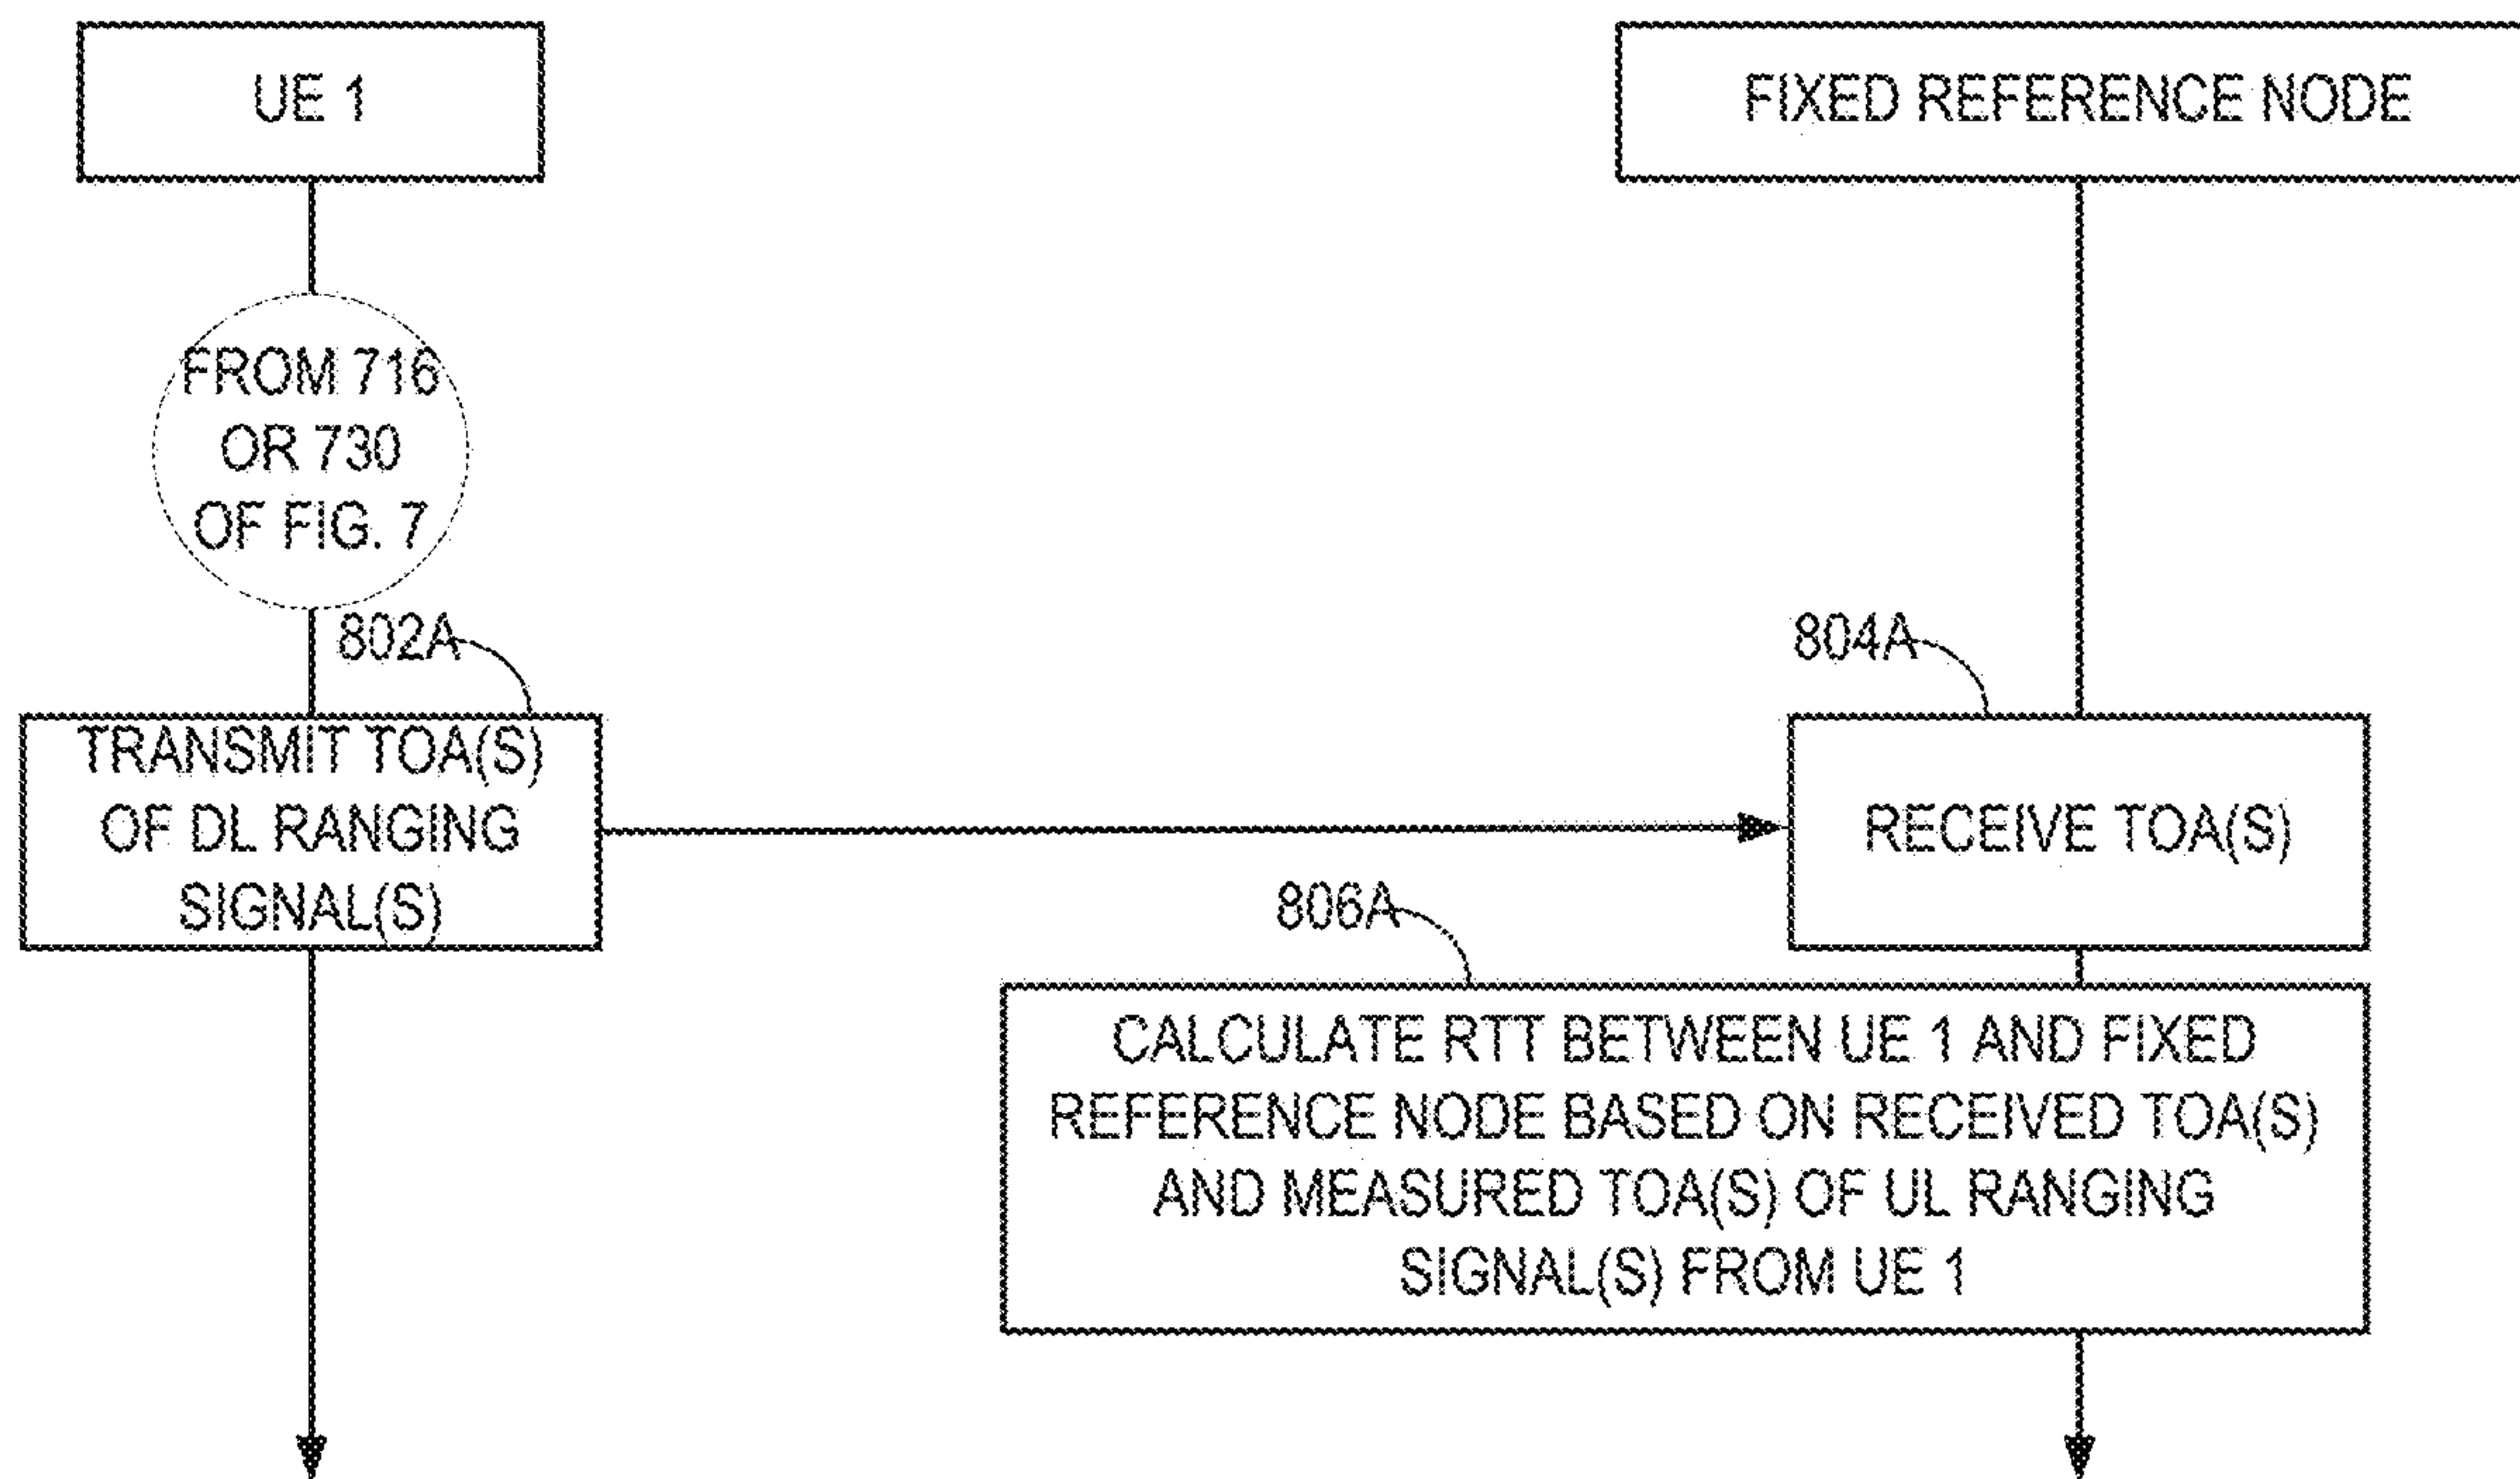 UE 1
FIXED REFERENCE NODE
FROM 716
OR 730
OF FIG. 7
802A
804A
TRANSMIT TOA(S)
OF DL RANGING
SIGNAL(S)
RECEIVE TOA(S)
806A
CALCULATE RTT BETWEEN UE 1 AND FIXED
REFERENCE NODE BASED ON RECEIVED TOA(S)
AND MEASURED TOA(S) OF UL RANGING
SIGNAL(S) FROM UE 1